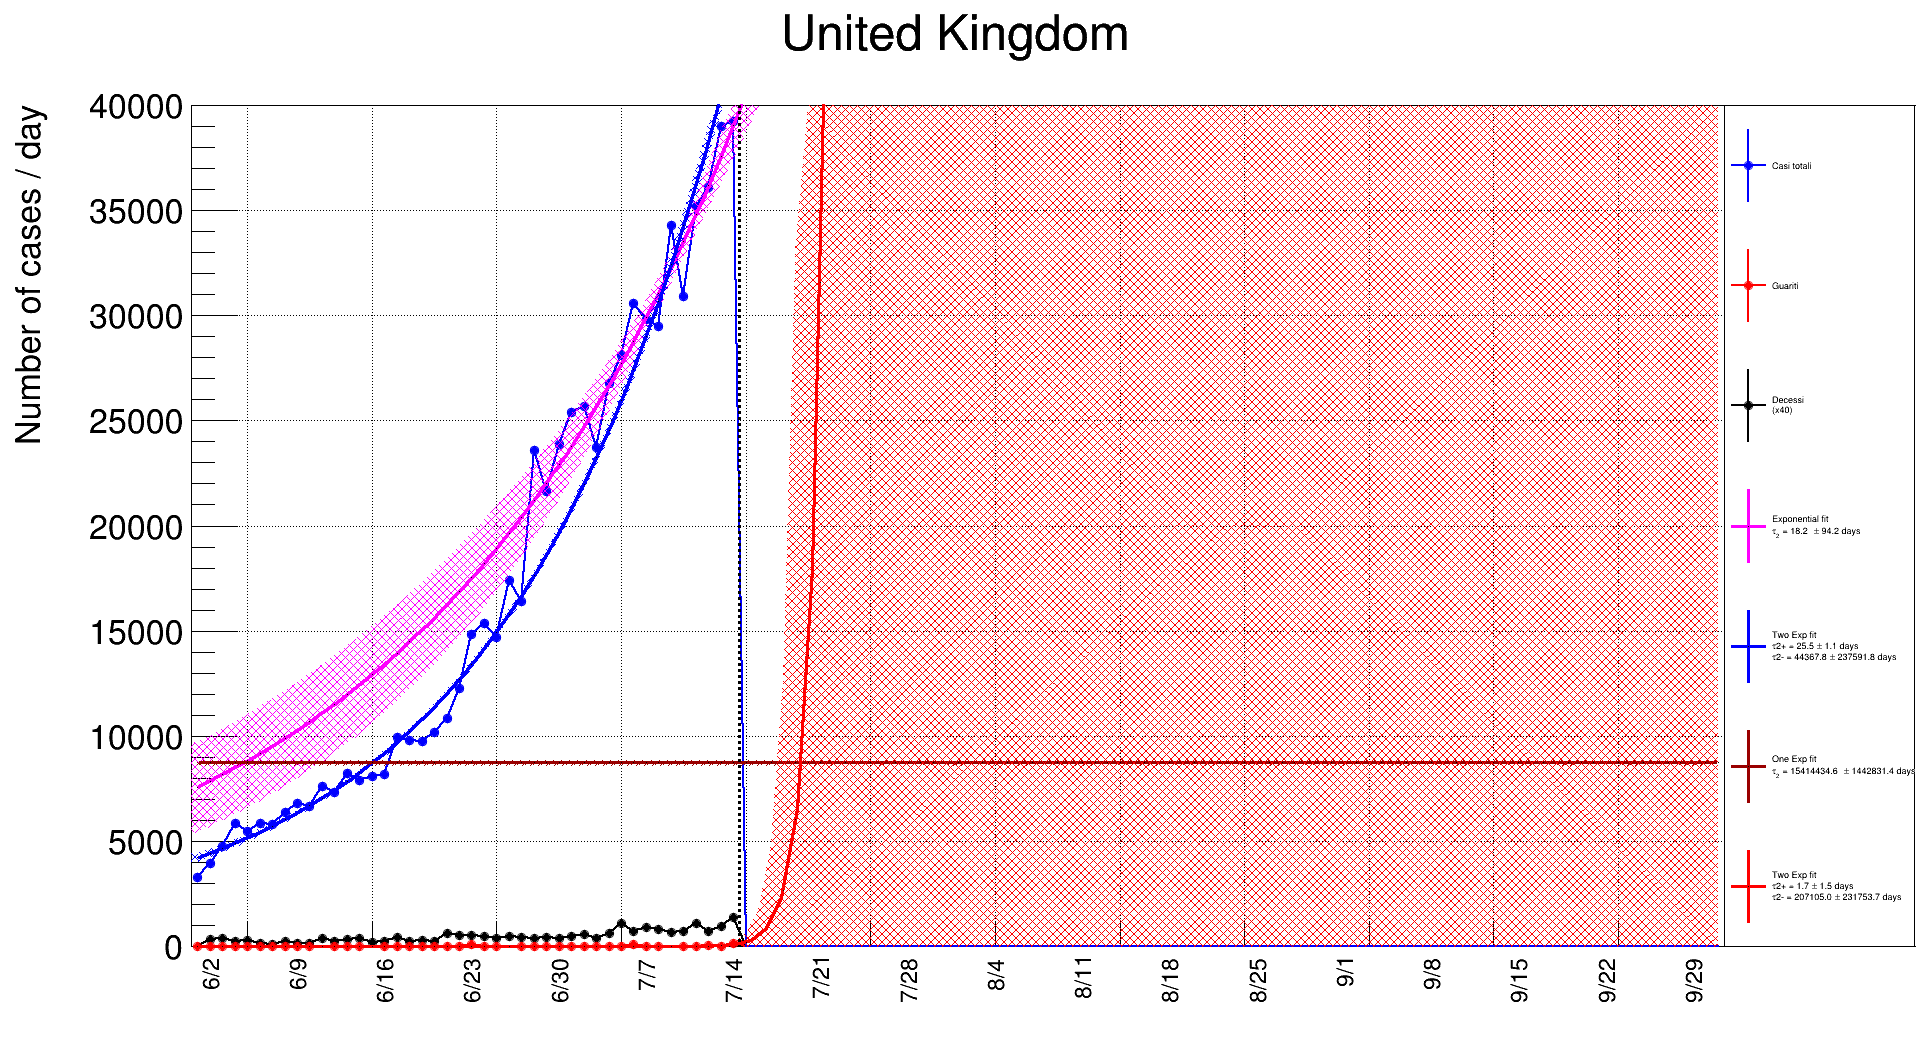 United Kingdom
Number of cases / day
40000
35000
30000
25000
20000
15000
10000
5000
0
6/2
6/9
6/16
6/23
6/30
7/7
7/14
7/21
7/28
8/4
8/11
8/18
8/25
9/1
9/8
9/15
9/22
9/29
Casi totali
Guariti
Decessi
(x40)
Exponential fit
τ2 = 18.2 ± 94.2 days
Two Exp fit
τ2+ = 25.5 ± 1.1 days
τ2- = 44367.8 ± 237591.8 days
One Exp fit
τ2 = 15414434.6 ± 1442831.4 days
Two Exp fit
τ2+ = 1.7 ± 1.5 days
τ2- = 207105.0 ± 231753.7 days